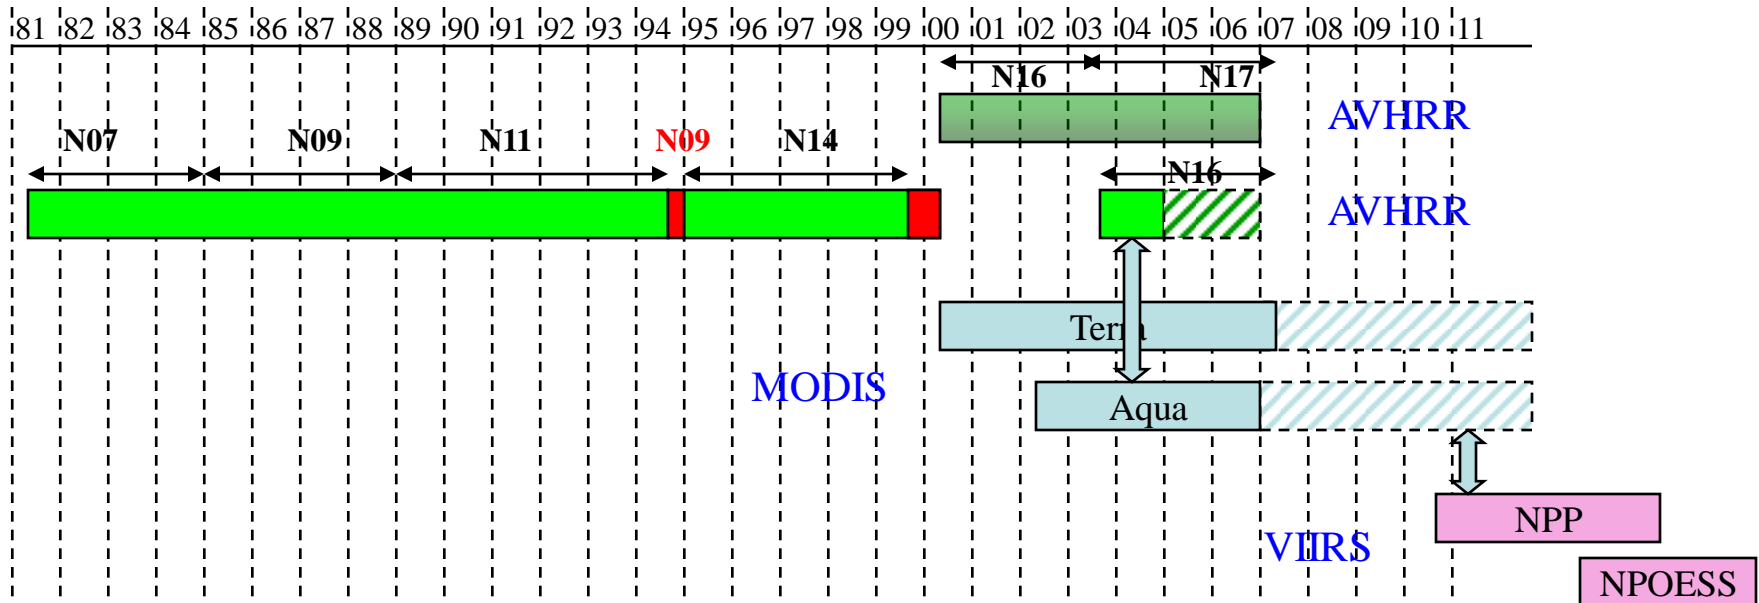 81 82 83 84 85 86 87 88 89 90 91 92 93 94 95 96 97 98 99 00 01 02 03 04 05 06 07 08 09 10 11
N16 N17
AVHRR
N07 N09 N11 N09 N14
N16
AVHRR
Terra
MODIS
Aqua
NPP
VIIRS
NPOESS